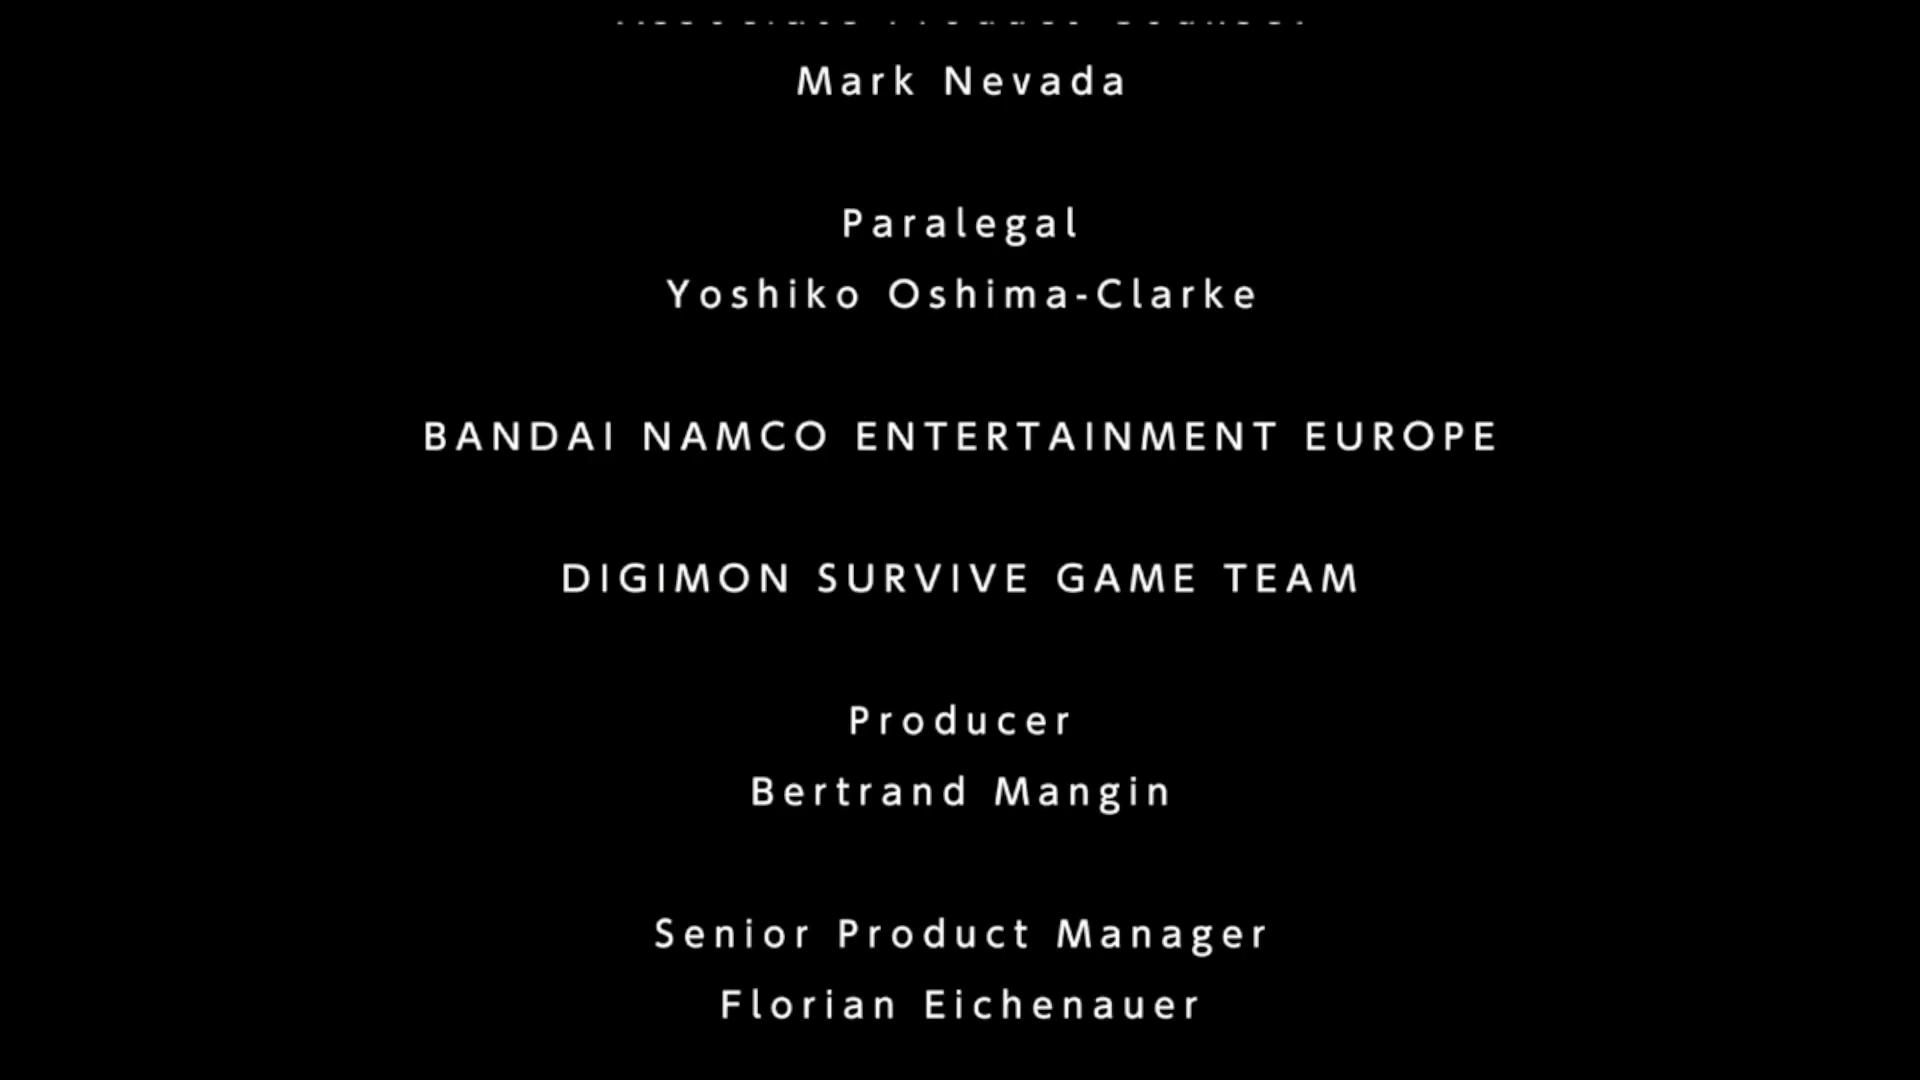 Mark Nevada
Paralegal
Yoshiko Oshima-Clarke
BANDAI NAMCO ENTERTAINMENT EUROPE
DIGIMON SURVIVE GAME TEAM
Producer
Bertrand Mangin
Senior Product Manager
Florian Eichenauer